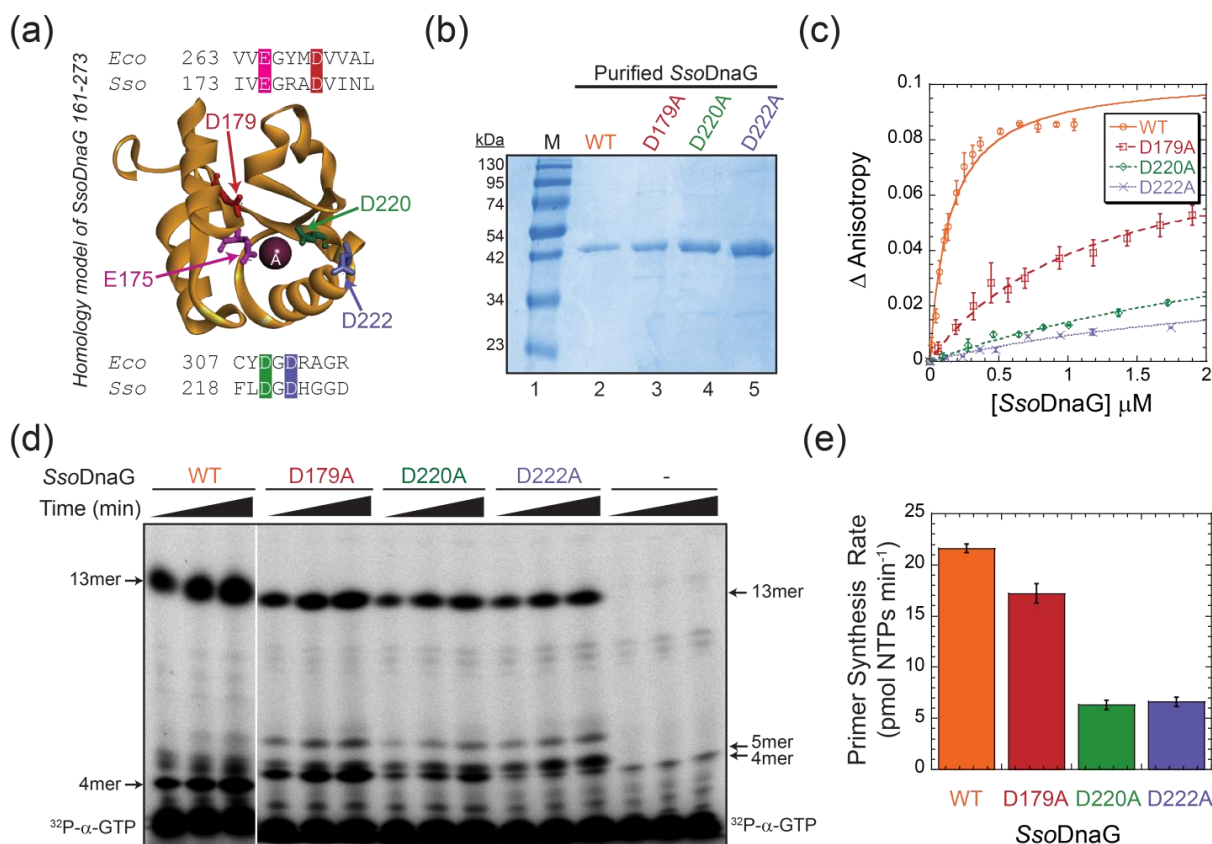 (a)
Eco 263 VVEGYMDVVAL
Sso 173 IVEGRADVINL
Homology model of SsoDnaG 161-273
D179
D220
A
E175
D222
Eco 307 CYDGDRAGR
Sso 218 FLDGDHGGD
(b)
Purified SsoDnaG
kDa M WT D179A D220A D222A
130
95
74
54
42
34
23
1 2 3 4 5
(c)
0.1
0.08
0.06
0.04
0.02
0
Δ Anisotropy
WT
D179A
D220A
D222A
0 0.5 1 1.5 2
[SsoDnaG] μM
(d)
SsoDnaG WT D179A D220A D222A -
Time (min)
13mer
4mer
³²P-α-GTP
13mer
5mer
4mer
³²P-α-GTP
(e)
Primer Synthesis Rate
(pmol NTPs min⁻¹)
25
20
15
10
5
0
WT D179A D220A D222A
SsoDnaG